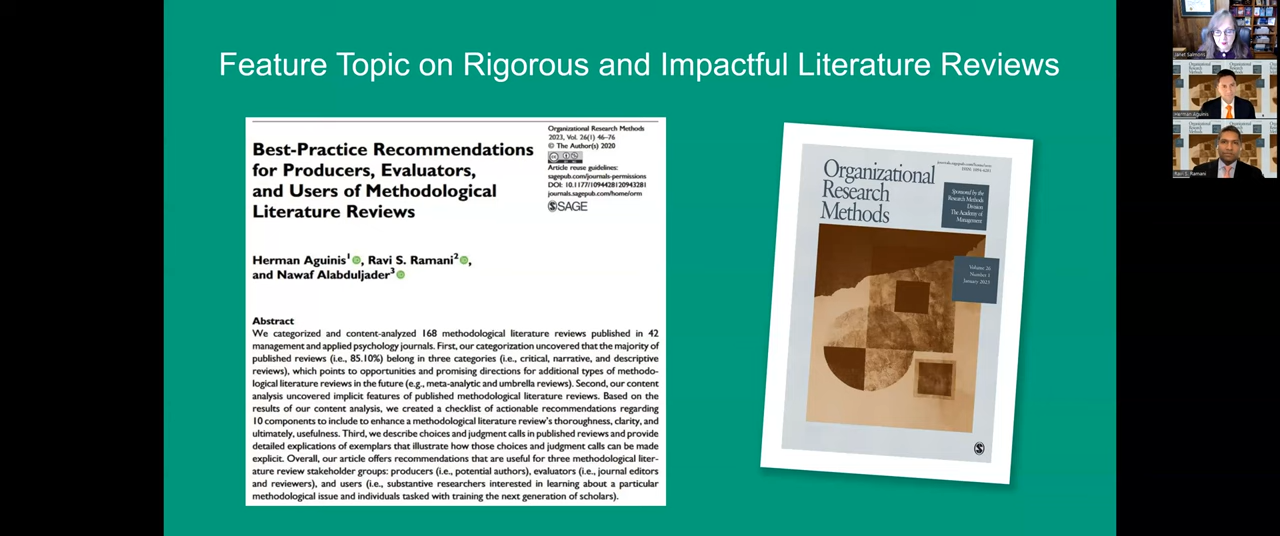 Feature Topic on Rigorous and Impactful Literature Reviews
Best-Practice Recommendations
for Producers, Evaluators,
and Users of Methodological
Literature Reviews
Organizational Research Methods
2023, Vol. 26(1) 46–76
© The Author(s) 2020
Article reuse guidelines:
sagepub.com/journals-permissions
DOI: 10.1177/1094428120943281
journals.sagepub.com/home/orm
SAGE
Herman Aguinis1, Ravi S. Ramani2,
and Nawaf Alabduljader3
Abstract
We categorized and content-analyzed 168 methodological literature reviews published in 42
management and applied psychology journals. First, our categorization uncovered that the majority of
published reviews (i.e., 85.10%) belong in three categories (i.e., critical, narrative, and descriptive
reviews), which points to opportunities and promising directions for additional types of methodo-
logical literature reviews in the future (e.g., meta-analytic and umbrella reviews). Second, our content
analysis uncovered implicit features of published methodological literature reviews. Based on the
results of our content analysis, we created a checklist of actionable recommendations regarding
10 components to include to enhance a methodological literature review's thoroughness, clarity, and
ultimately, usefulness. Third, we describe choices and judgment calls in published reviews and provide
detailed explications of exemplars that illustrate how those choices and judgment calls can be made
explicit. Overall, our article offers recommendations that are useful for three methodological liter-
ature review stakeholder groups: producers (i.e., potential authors), evaluators (i.e., journal editors
and reviewers), and users (i.e., substantive researchers interested in learning about a particular
methodological issue and individuals tasked with training the next generation of scholars).
Organizational
Research
Methods
Sponsored by the
Research Methods
Division
The Academy of
Management
Volume 26
Number 1
January 2023
Janet Salmons
Herman Aguinis
Ravi S. Ramani